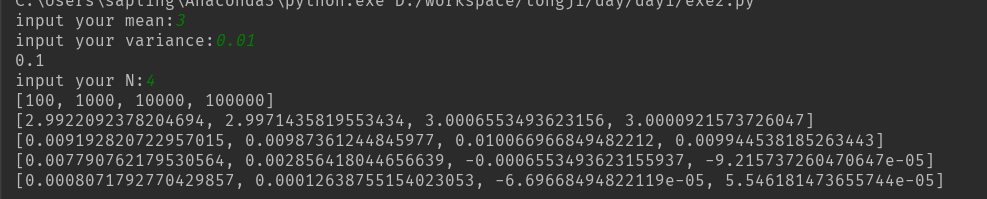 C:\Users\sapling\Anaconda3\python.exe D:/workspace/tongji/day/day1/exe2.py
input your mean:3
input your variance:0.01
0.1
input your N:4
[100, 1000, 10000, 100000]
[2.9922092378204694, 2.9971435819553434, 3.0006553493623156, 3.0000921573726047]
[0.009192820722957015, 0.00987361244845977, 0.010066966849482212, 0.009944538185263443]
[0.007790762179530564, 0.002856418044656639, -0.0006553493623155937, -9.215737260470647e-05]
[0.0008071792770429857, 0.00012638755154023053, -6.69668494822119e-05, 5.546181473655744e-05]